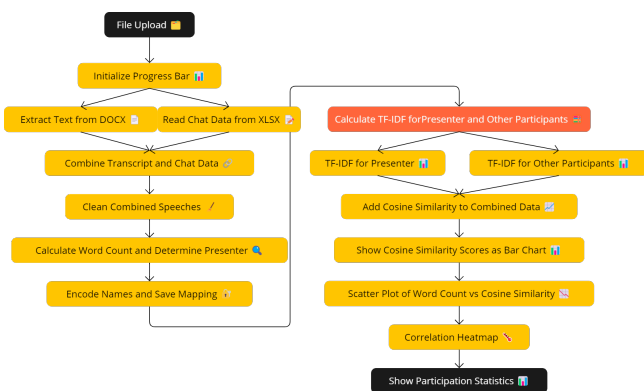 File Upload
Initialize Progress Bar
Extract Text from DOCX
Read Chat Data from XLSX
Combine Transcript and Chat Data
Clean Combined Speeches
Calculate Word Count and Determine Presenter
Encode Names and Save Mapping
Calculate TF-IDF forPresenter and Other Participants
TF-IDF for Presenter
TF-IDF for Other Participants
Add Cosine Similarity to Combined Data
Show Cosine Similarity Scores as Bar Chart
Scatter Plot of Word Count vs Cosine Similarity
Correlation Heatmap
Show Participation Statistics